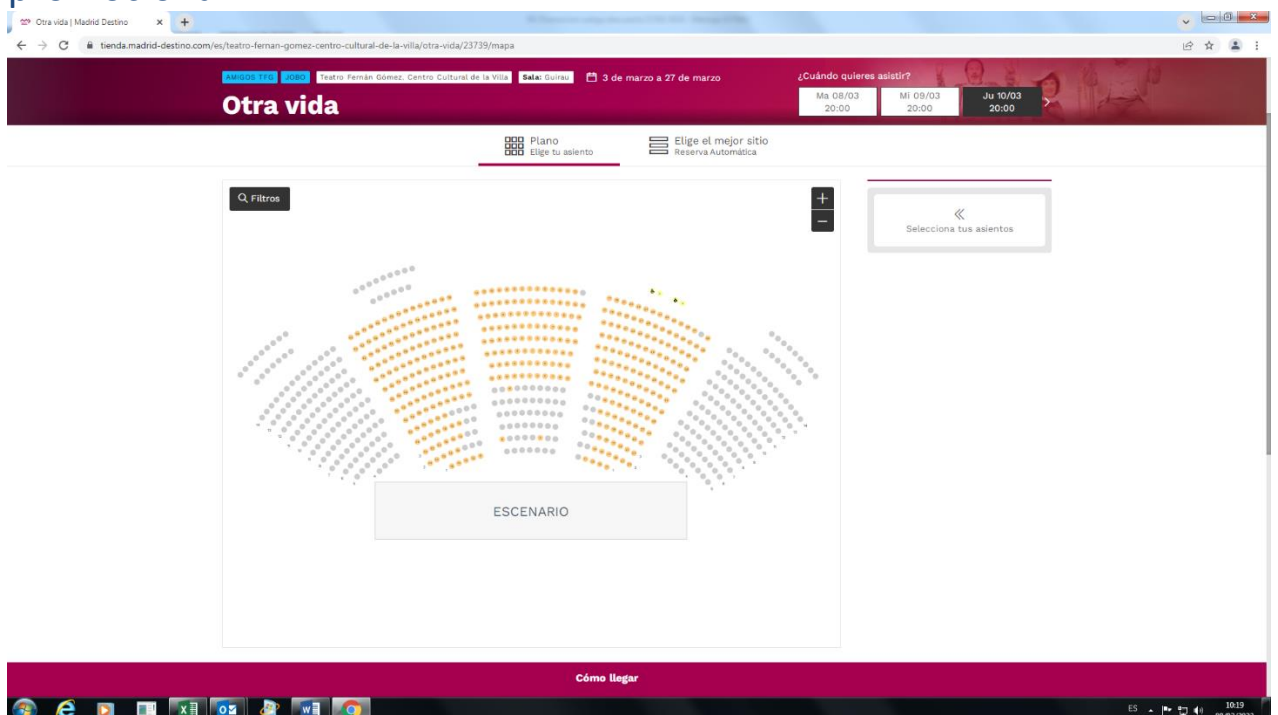 Otra vida | Madrid Destino
tienda.madrid-destino.com/es/teatro-fernan-gomez-centro-cultural-de-la-villa/otra-vida/23739/mapa
AMIGOS TFG JOBO Teatro Fernán Gómez. Centro Cultural de la Villa Sala: Guirau 3 de marzo a 27 de marzo
Otra vida
¿Cuándo quieres asistir?
Ma 08/03
20:00
Mi 09/03
20:00
Ju 10/03
20:00
Plano
Elige tu asiento
Elige el mejor sitio
Reserva Automática
Filtros
+
−
Selecciona tus asientos
ESCENARIO
Cómo llegar
ES
10:19